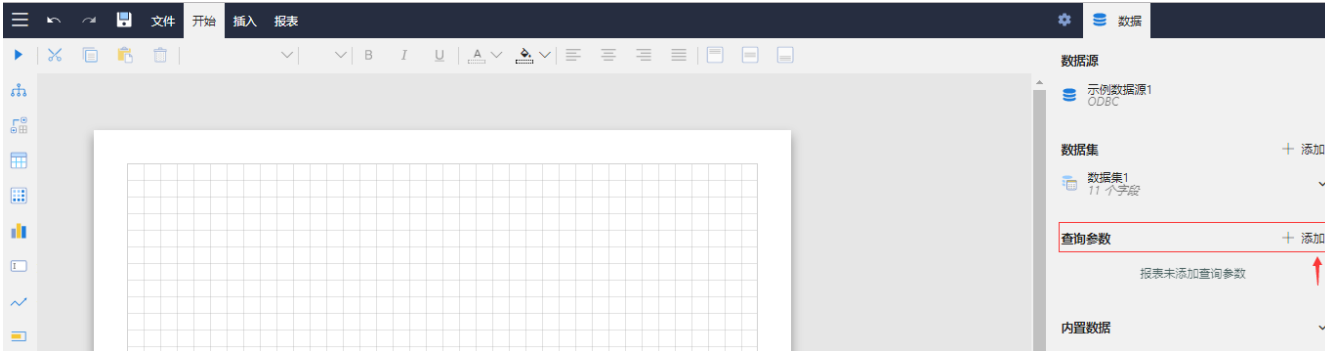 文件 开始 插入 报表 数据
B I U A
数据源
示例数据源1
ODBC
数据集 + 添加
数据集1
11 个字段
查询参数 + 添加
报表未添加查询参数
内置数据